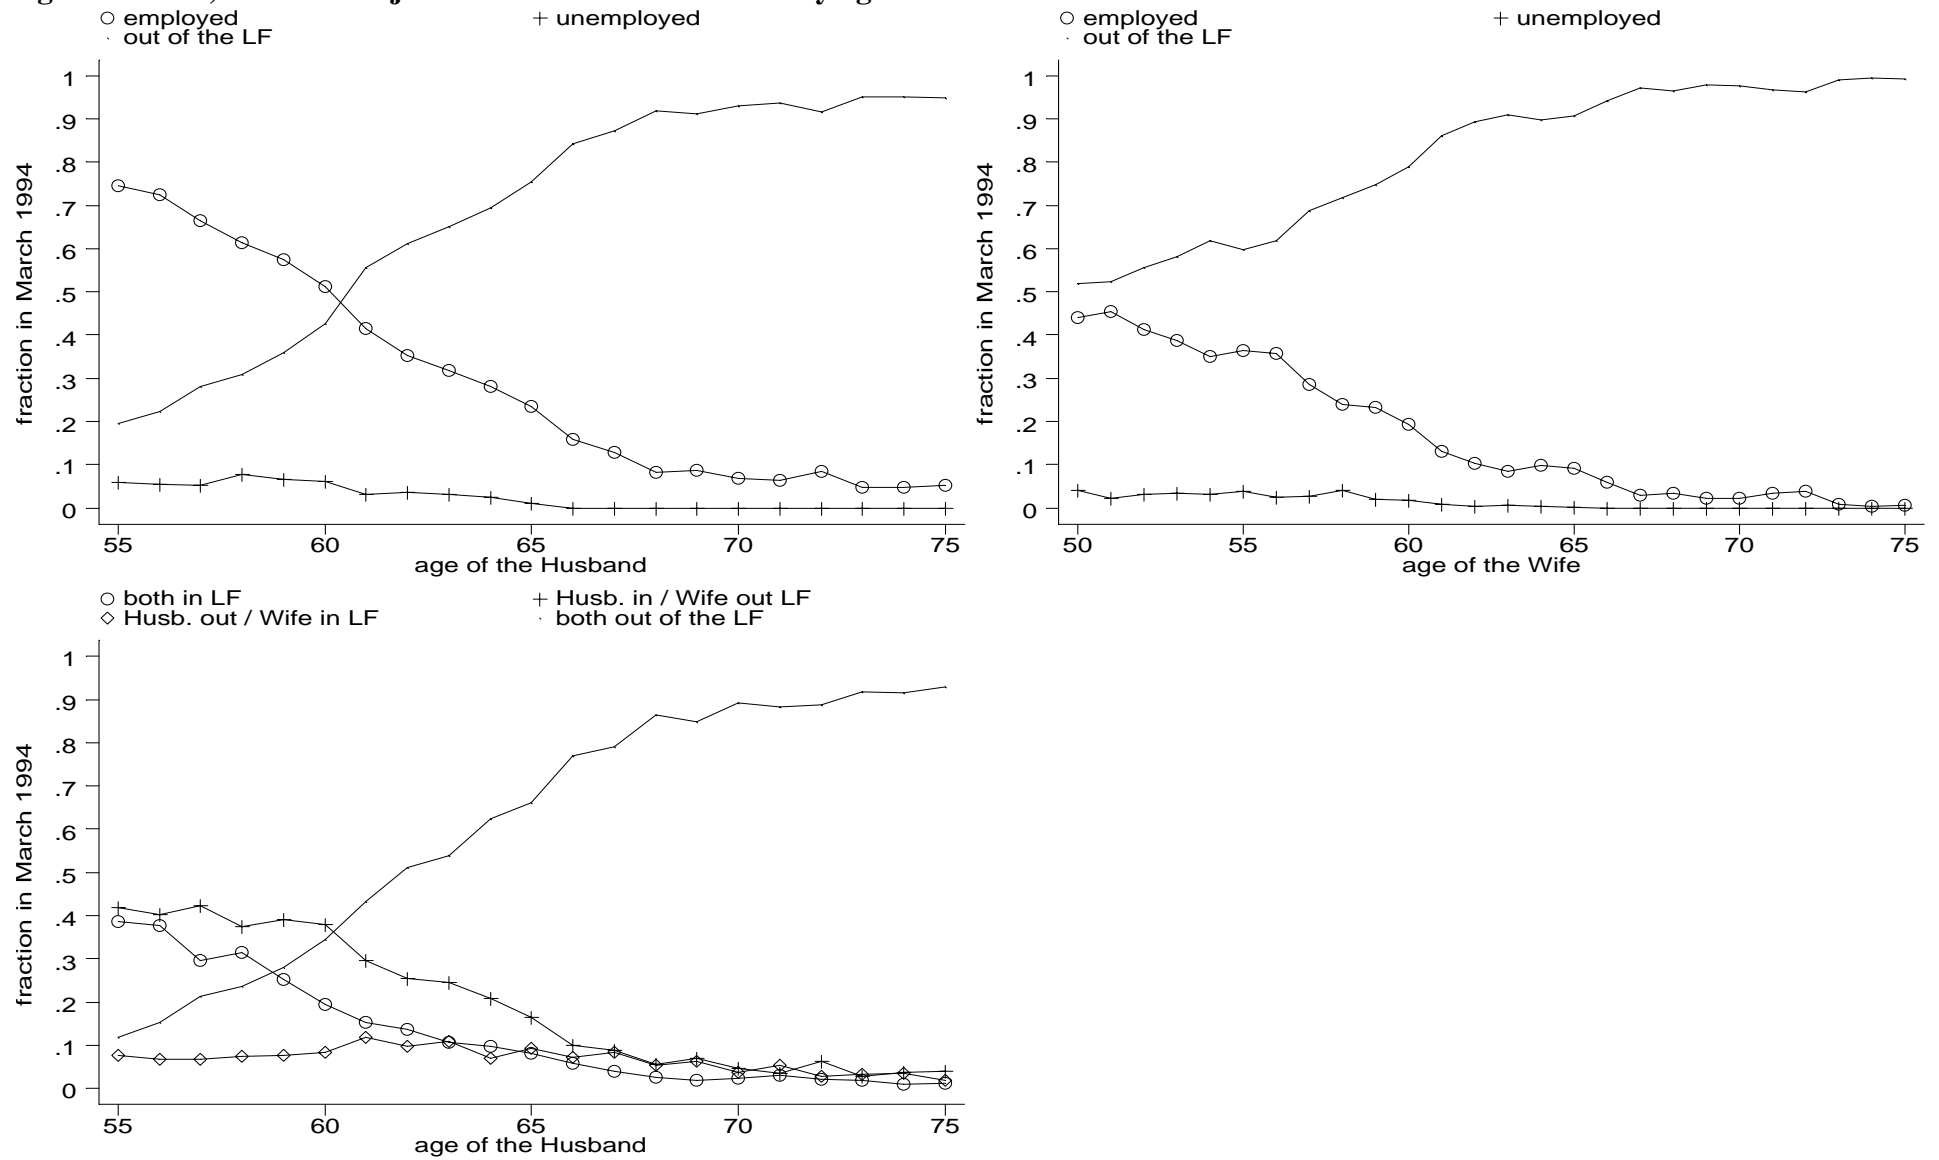 employed unemployed
out of the LF
1
.9
.8
.7
.6
.5
.4
.3
.2
.1
0
fraction in March 1994
55 60 65 70 75
age of the Husband
employed unemployed
out of the LF
1
.9
.8
.7
.6
.5
.4
.3
.2
.1
0
fraction in March 1994
50 55 60 65 70 75
age of the Wife
both in LF Husb. in / Wife out LF
Husb. out / Wife in LF both out of the LF
1
.9
.8
.7
.6
.5
.4
.3
.2
.1
0
fraction in March 1994
55 60 65 70 75
age of the Husband